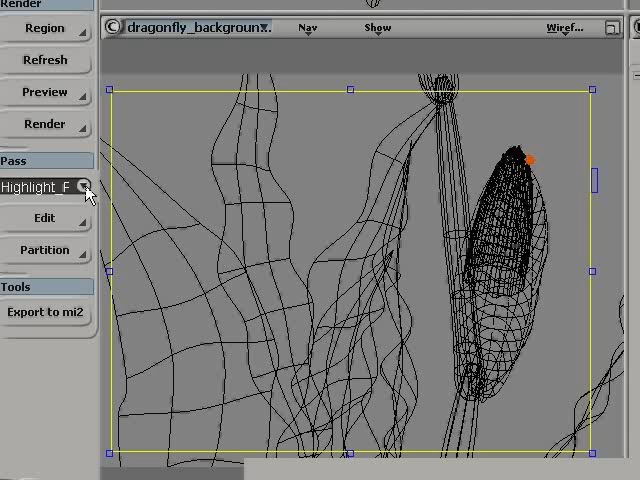 Render
C dragonfly_backgroun...
Nav
Show
Wiref...
Region
Refresh
Preview
Render
Pass
Highlight_F
Edit
Partition
Tools
Export to mi2